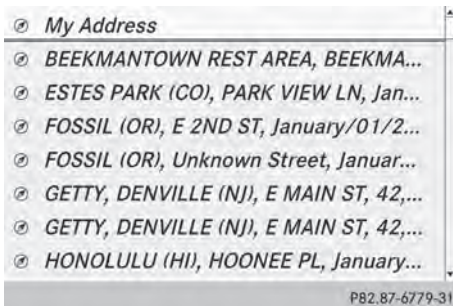 My Address
BEEKMANTOWN REST AREA, BEEKMA...
ESTES PARK (CO), PARK VIEW LN, Jan...
FOSSIL (OR), E 2ND ST, January/01/2...
FOSSIL (OR), Unknown Street, Januar...
GETTY, DENVILLE (NJ), E MAIN ST, 42,...
GETTY, DENVILLE (NJ), E MAIN ST, 42,...
HONOLULU (HI), HOONEE PL, January...
P82.87-6779-31